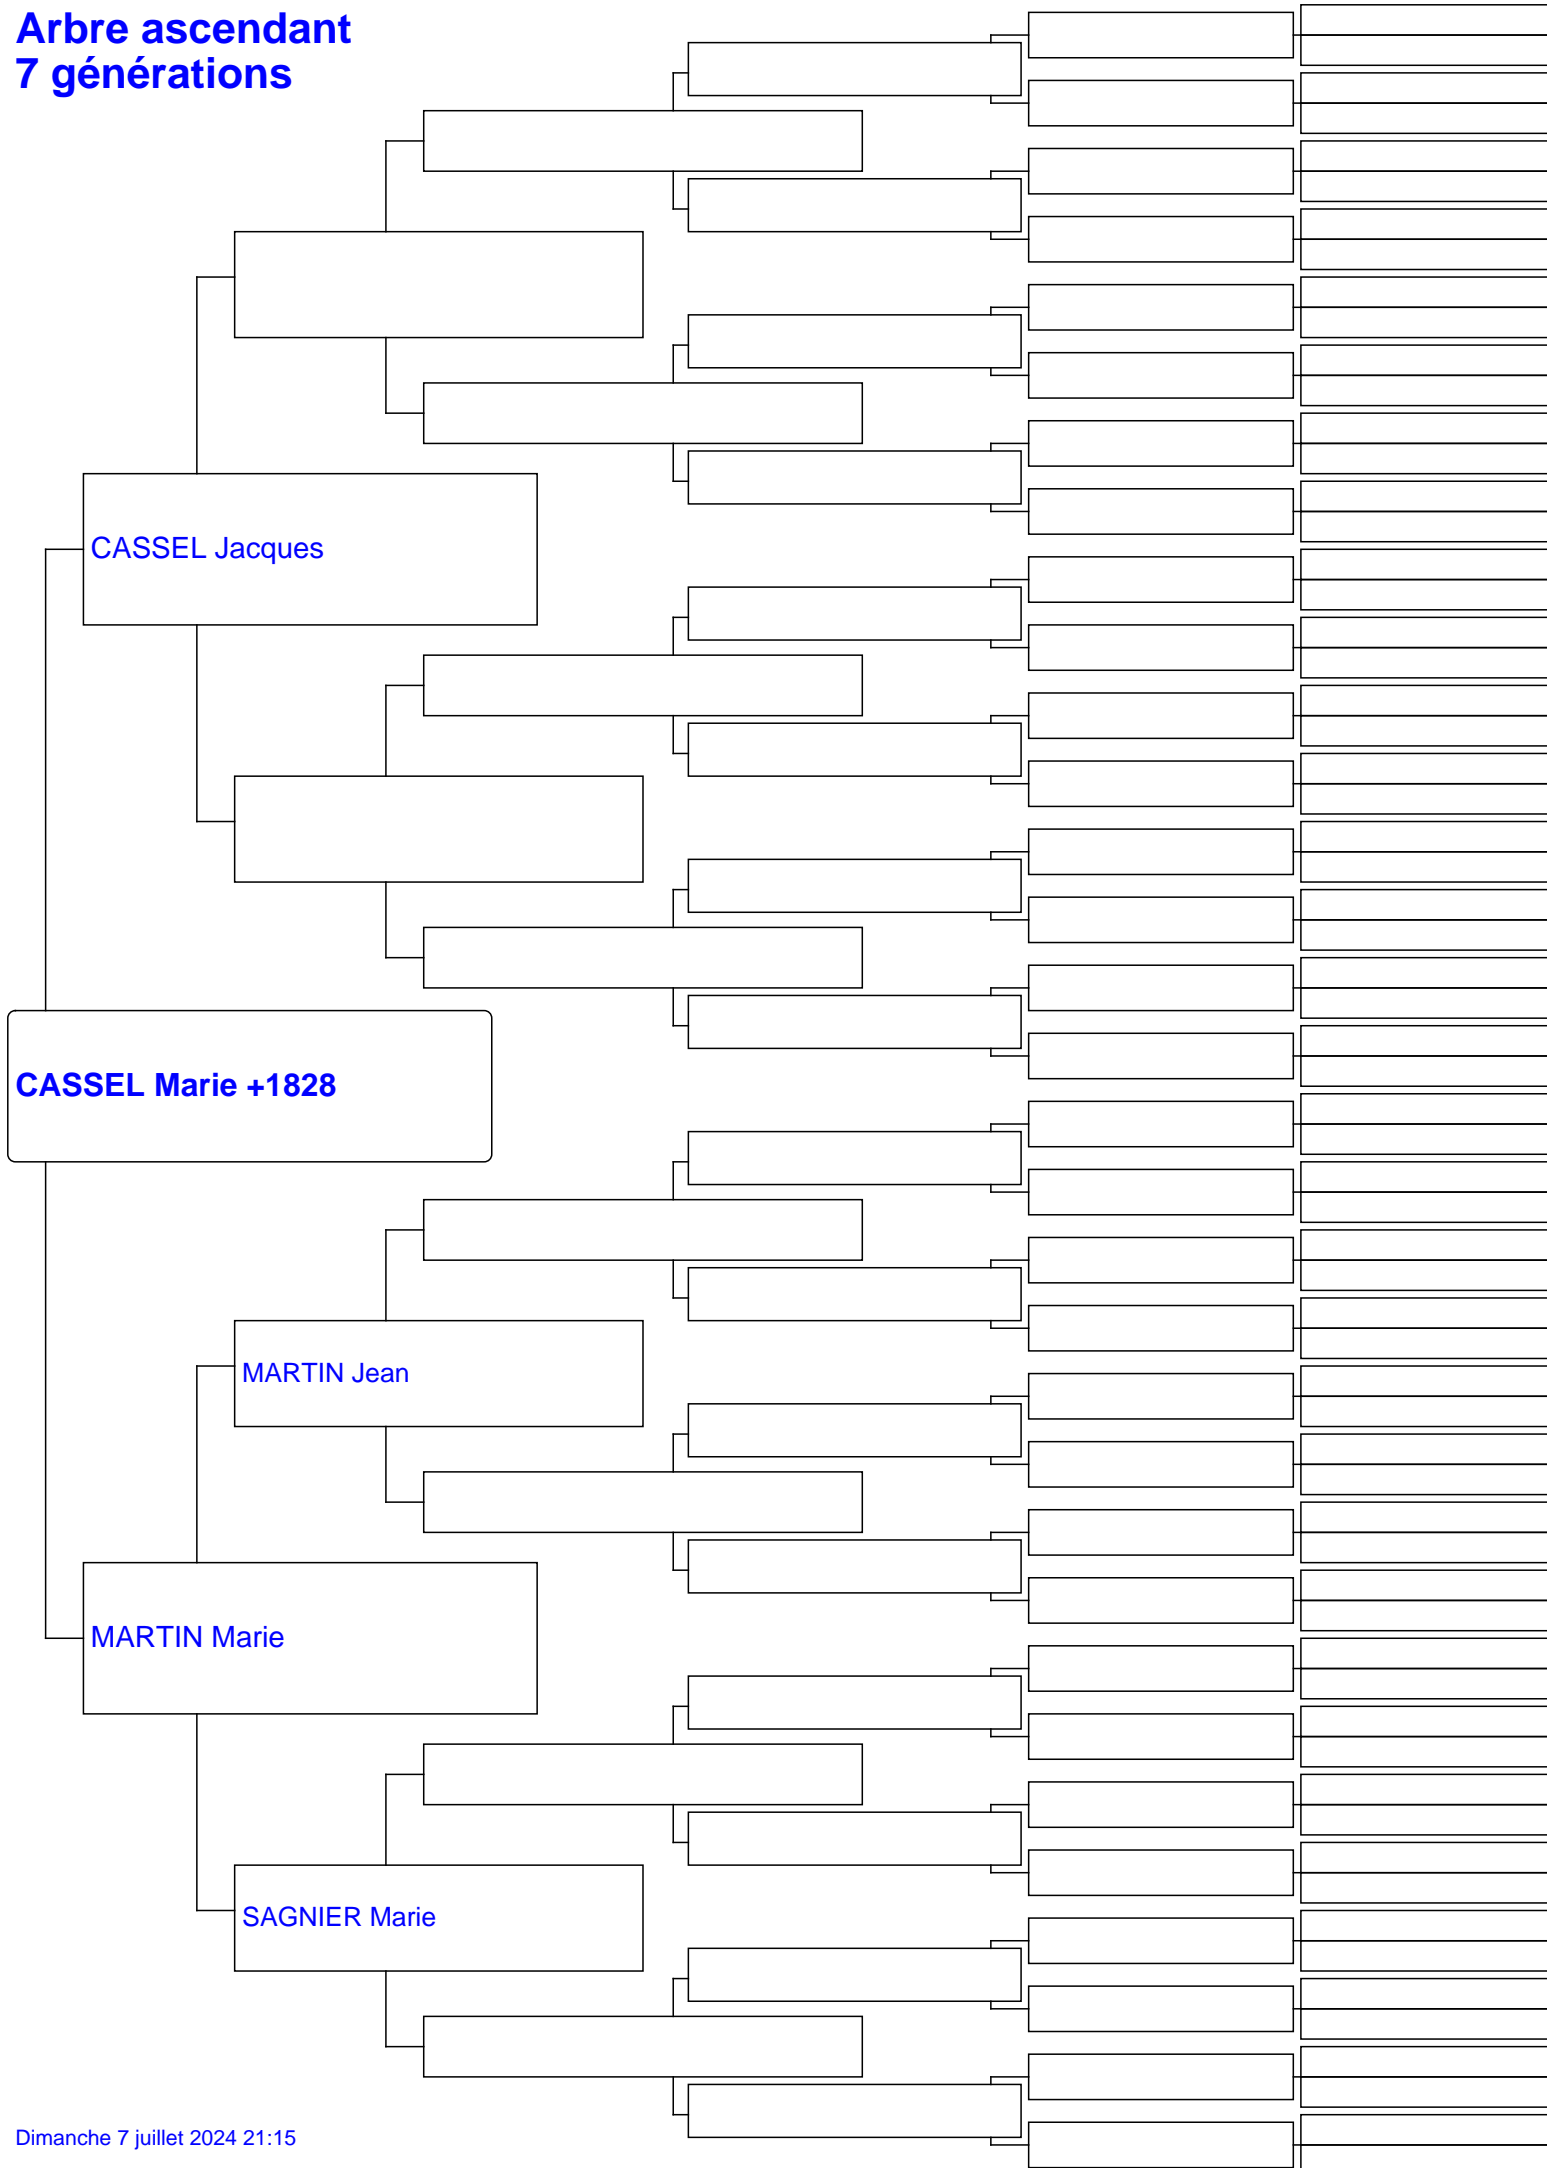 Arbre ascendant
7 générations
CASSEL Jacques
CASSEL Marie +1828
MARTIN Jean
MARTIN Marie
SAGNIER Marie
Dimanche 7 juillet 2024 21:15